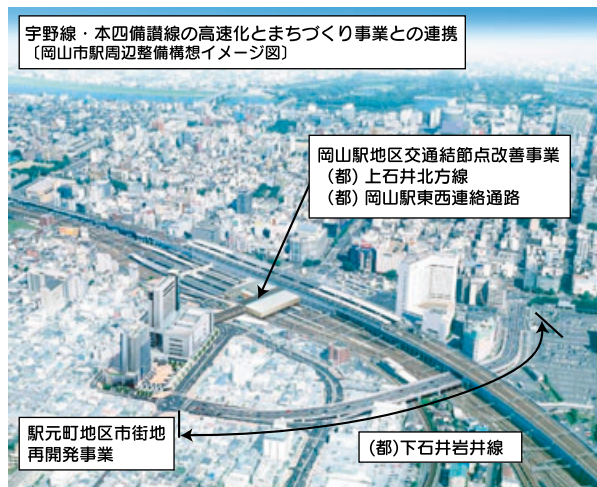 宇野線・本四備讃線の高速化とまちづくり事業との連携
〔岡山市駅周辺整備構想イメージ図〕
岡山駅地区交通結節点改善事業
(都) 上石井北方線
(都) 岡山駅東西連絡通路
駅元町地区市街地
再開発事業
(都)下石井岩井線